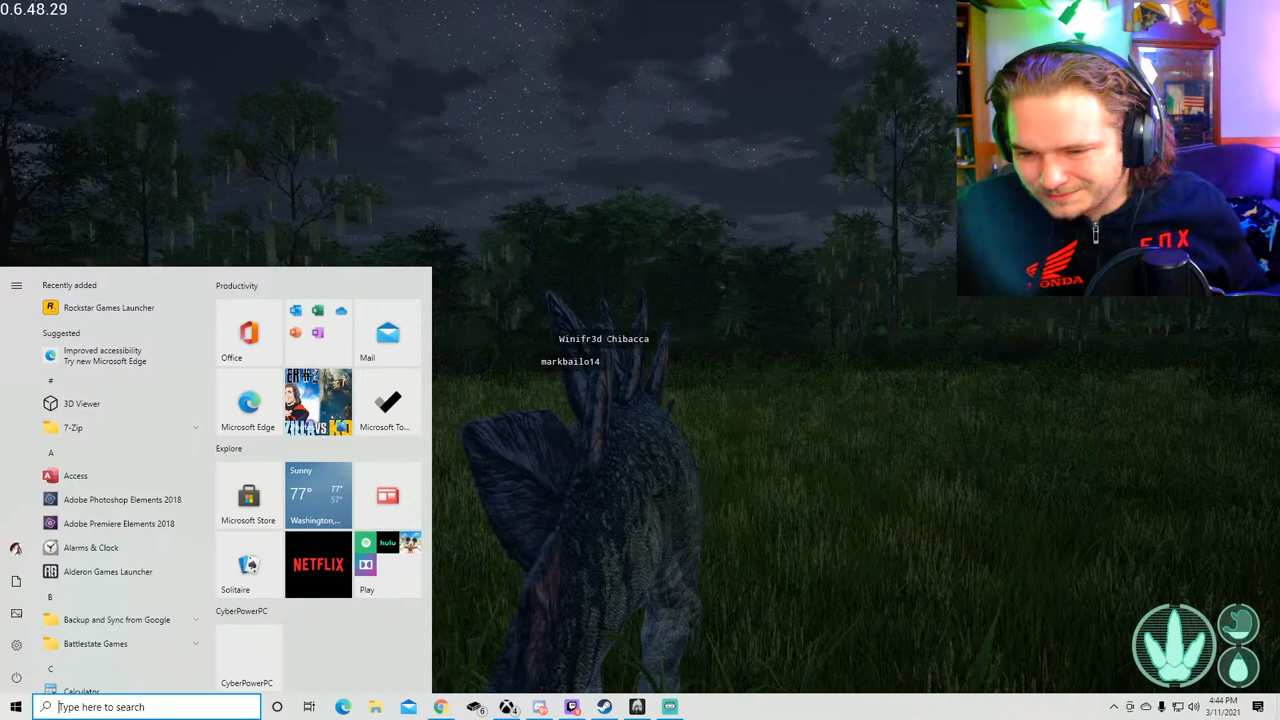 0.6.48.29
HONDA
FOX
Winifr3d Chibacca
markbailo14
Recently added
Rockstar Games Launcher
Suggested
Improved accessibility
Try new Microsoft Edge
#
3D Viewer
7-Zip
A
Access
Adobe Photoshop Elements 2018
Adobe Premiere Elements 2018
Alarms & Clock
Alderon Games Launcher
B
Backup and Sync from Google
Battlestate Games
C
Calculator
Productivity
Office
Mail
Microsoft Edge
Microsoft To...
Explore
Microsoft Store
Sunny
77°
77°
57°
Washington,...
Solitaire
NETFLIX
hulu
Play
CyberPowerPC
CyberPowerPC
Type here to search
4:44 PM
3/11/2021